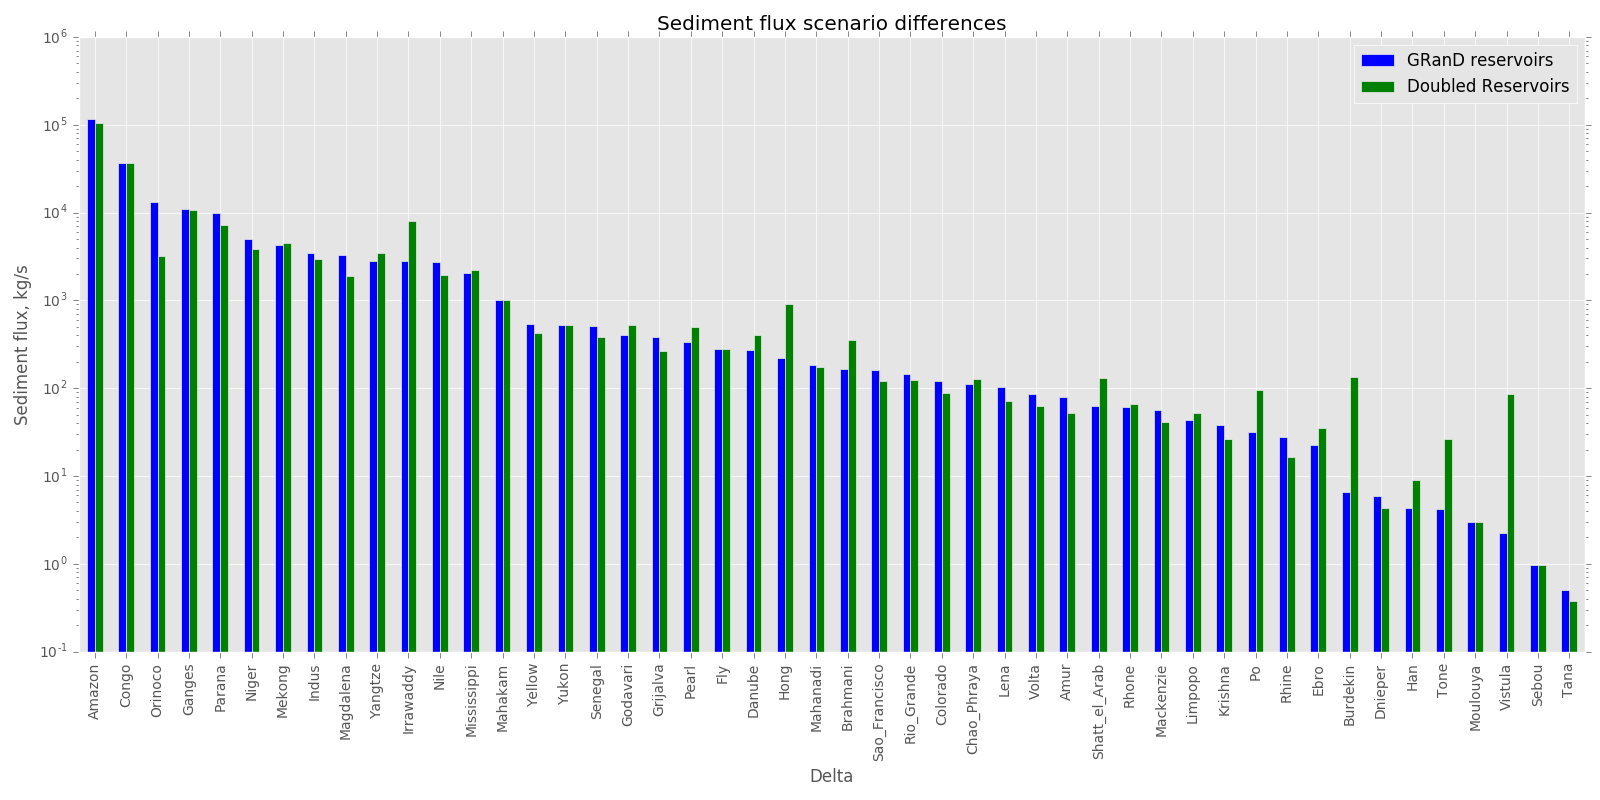 Sediment flux scenario differences
GRanD reservoirs
Doubled Reservoirs
Sediment flux, kg/s
10^6
10^5
10^4
10^3
10^2
10^1
10^0
10^-1
Amazon
Congo
Orinoco
Ganges
Parana
Niger
Mekong
Indus
Magdalena
Yangtze
Irrawaddy
Nile
Mississippi
Mahakam
Yellow
Yukon
Senegal
Godavari
Grijalva
Pearl
Fly
Danube
Hong
Mahanadi
Brahmani
Sao_Francisco
Rio_Grande
Colorado
Chao_Phraya
Lena
Volta
Amur
Shatt_el_Arab
Rhone
Mackenzie
Limpopo
Krishna
Po
Rhine
Ebro
Burdekin
Dnieper
Han
Tone
Moulouya
Vistula
Sebou
Tana
Delta